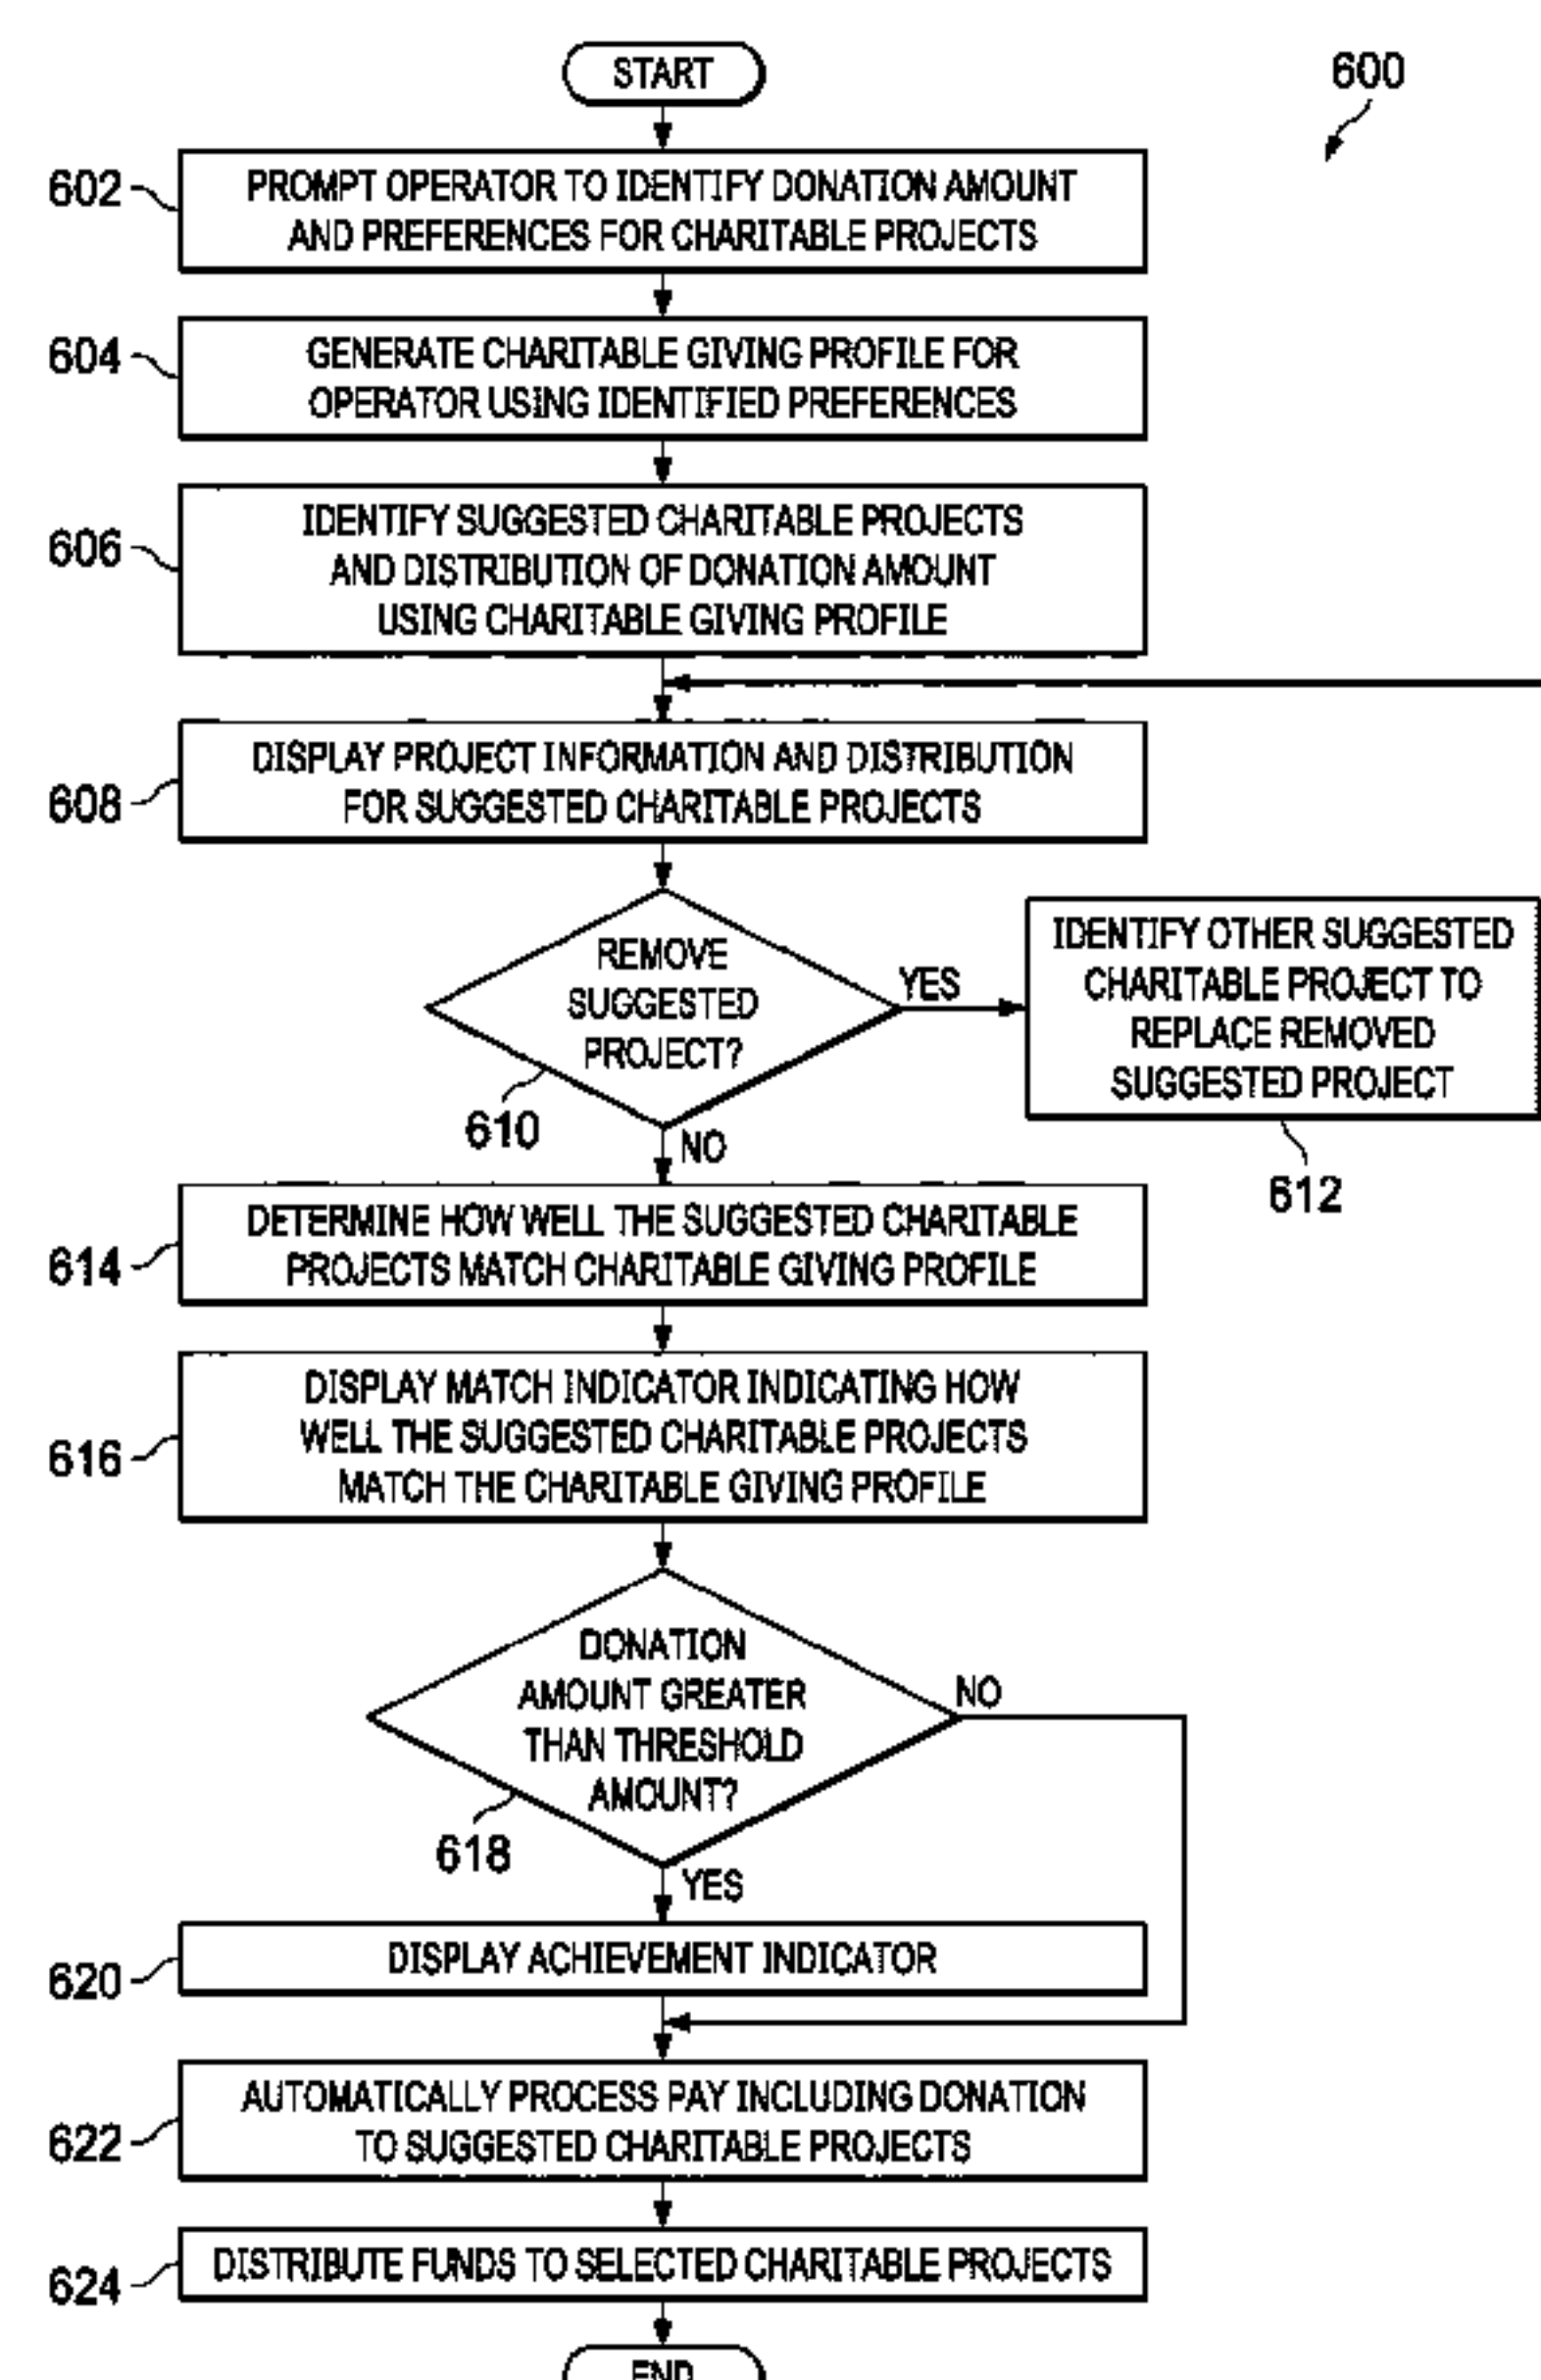 START
600
602
PROMPT OPERATOR TO IDENTIFY DONATION AMOUNT
AND PREFERENCES FOR CHARITABLE PROJECTS
604
GENERATE CHARITABLE GIVING PROFILE FOR
OPERATOR USING IDENTIFIED PREFERENCES
606
IDENTIFY SUGGESTED CHARITABLE PROJECTS
AND DISTRIBUTION OF DONATION AMOUNT
USING CHARITABLE GIVING PROFILE
608
DISPLAY PROJECT INFORMATION AND DISTRIBUTION
FOR SUGGESTED CHARITABLE PROJECTS
REMOVE
SUGGESTED
PROJECT?
610
YES
IDENTIFY OTHER SUGGESTED
CHARITABLE PROJECT TO
REPLACE REMOVED
SUGGESTED PROJECT
612
NO
614
DETERMINE HOW WELL THE SUGGESTED CHARITABLE
PROJECTS MATCH CHARITABLE GIVING PROFILE
616
DISPLAY MATCH INDICATOR INDICATING HOW
WELL THE SUGGESTED CHARITABLE PROJECTS
MATCH THE CHARITABLE GIVING PROFILE
DONATION
AMOUNT GREATER
THAN THRESHOLD
AMOUNT?
618
NO
YES
620
DISPLAY ACHIEVEMENT INDICATOR
622
AUTOMATICALLY PROCESS PAY INCLUDING DONATION
TO SUGGESTED CHARITABLE PROJECTS
624
DISTRIBUTE FUNDS TO SELECTED CHARITABLE PROJECTS
END